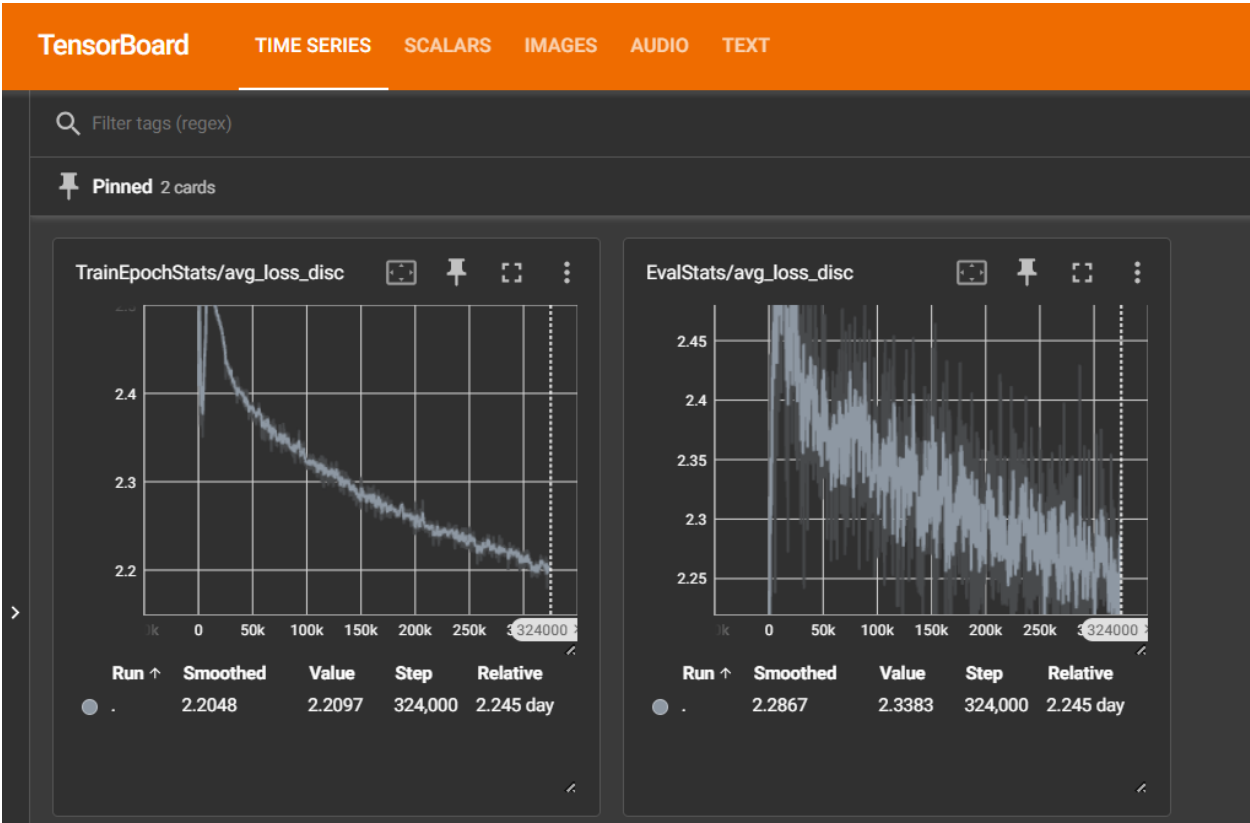 TensorBoard TIME SERIES SCALARS IMAGES AUDIO TEXT
Filter tags (regex)
Pinned 2 cards
TrainEpochStats/avg_loss_disc
2.4
2.3
2.2
0 50k 100k 150k 200k 250k 324000
Run ↑ Smoothed Value Step Relative
. 2.2048 2.2097 324,000 2.245 day
EvalStats/avg_loss_disc
2.45
2.4
2.35
2.3
2.25
0 50k 100k 150k 200k 250k 324000
Run ↑ Smoothed Value Step Relative
. 2.2867 2.3383 324,000 2.245 day